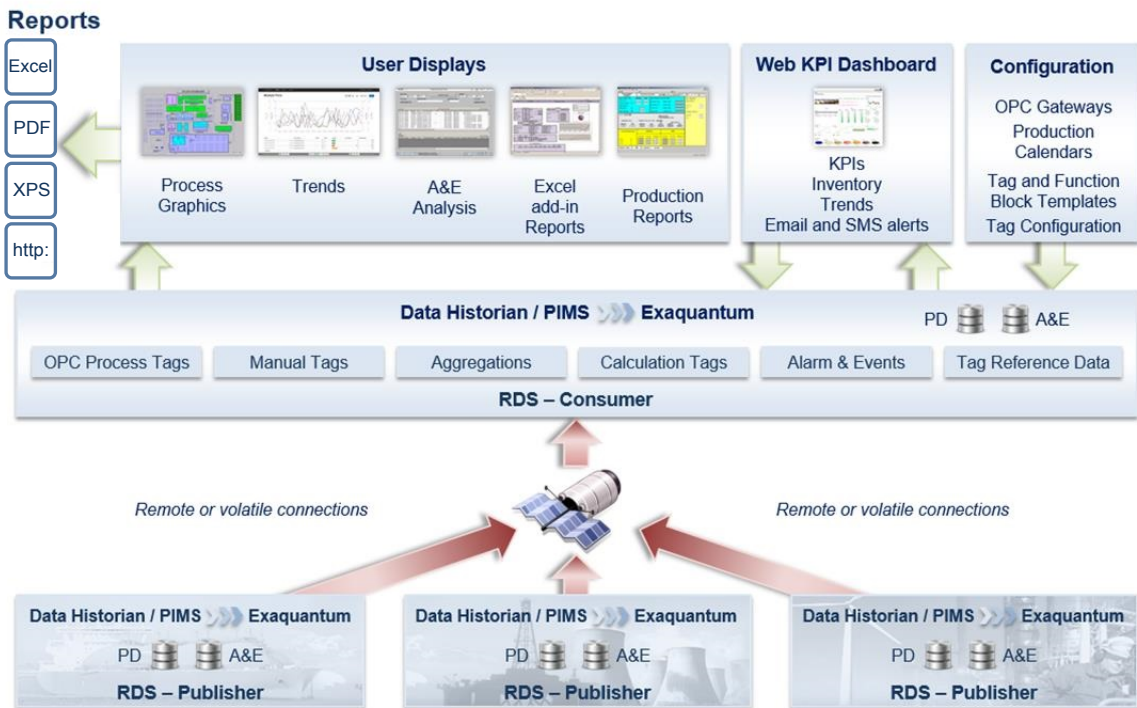 Reports
Excel
PDF
XPS
http:
User Displays
Process
Graphics
Trends
A&E
Analysis
Excel
add-in
Reports
Production
Reports
Web KPI Dashboard
KPIs
Inventory
Trends
Email and SMS alerts
Configuration
OPC Gateways
Production
Calendars
Tag and Function
Block Templates
Tag Configuration
Data Historian / PIMS Exaquantum
PD A&E
OPC Process Tags Manual Tags Aggregations Calculation Tags Alarm & Events Tag Reference Data
RDS – Consumer
Remote or volatile connections
Remote or volatile connections
Data Historian / PIMS Exaquantum
PD A&E
RDS – Publisher
Data Historian / PIMS Exaquantum
PD A&E
RDS – Publisher
Data Historian / PIMS Exaquantum
PD A&E
RDS – Publisher